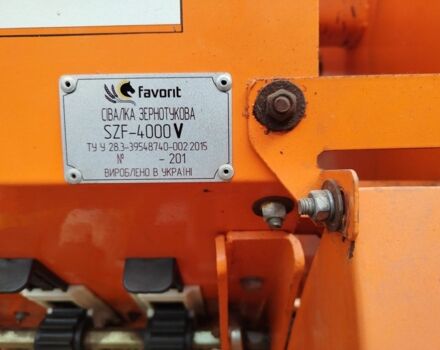 favorit
СІВАЛКА ЗЕРНОТУКОВА
SZF-4000V
ТУ У 28.3-39548740-002:2015
№ - 201
ВИРОБЛЕНО В УКРАЇНІ